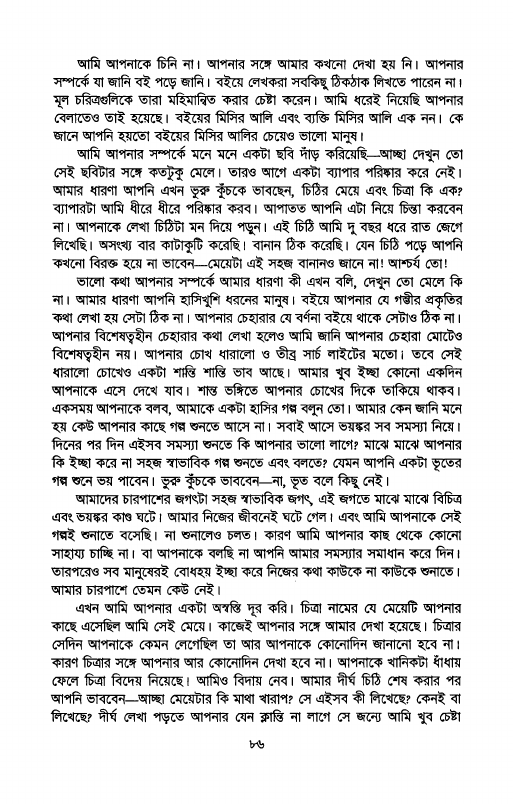 আমি আপনাকে চিনি না। আপনার সঙ্গে আমার কখনো দেখা হয় নি। আপনার
সম্পর্কে যা জানি বই পড়ে জানি। বইয়ে লেখকরা সবকিছু ঠিকঠাক লিখতে পারেন না।
মূল চরিত্রগুলিকে তারা মহিমান্বিত করার চেষ্টা করেন। আমি ধরেই নিয়েছি আপনার
বেলাতেও তাই হয়েছে। বইয়ের মিসির আলি এবং ব্যক্তি মিসির আলি এক নন। কে
জানে আপনি হয়তো বইয়ের মিসির আলির চেয়েও ভালো মানুষ।
আমি আপনার সম্পর্কে মনে মনে একটা ছবি দাঁড় করিয়েছি—আচ্ছা দেখুন তো
সেই ছবিটার সঙ্গে কতটুকু মেলে। তারও আগে একটা ব্যাপার পরিষ্কার করে নেই।
আমার ধারণা আপনি এখন ভুরু কুঁচকে ভাবছেন, চিঠির মেয়ে এবং চিত্রা কি এক?
ব্যাপারটা আমি ধীরে ধীরে পরিষ্কার করব। আপাতত আপনি এটা নিয়ে চিন্তা করবেন
না। আপনাকে লেখা চিঠিটা মন দিয়ে পড়ুন। এই চিঠি আমি দু বছর ধরে রাত জেগে
লিখেছি। অসংখ্য বার কাটাকুটি করেছি। বানান ঠিক করেছি। যেন চিঠি পড়ে আপনি
কখনো বিরক্ত হয়ে না ভাবেন—মেয়েটা এই সহজ বানানও জানে না! আশ্চর্য তো!
ভালো কথা আপনার সম্পর্কে আমার ধারণা কী এখন বলি, দেখুন তো মেলে কি
না। আমার ধারণা আপনি হাসিখুশি ধরনের মানুষ। বইয়ে আপনার যে গম্ভীর প্রকৃতির
কথা লেখা হয় সেটা ঠিক না। আপনার চেহারার যে বর্ণনা বইয়ে থাকে সেটাও ঠিক না।
আপনার বিশেষত্বহীন চেহারার কথা লেখা হলেও আমি জানি আপনার চেহারা মোটেও
বিশেষত্বহীন নয়। আপনার চোখ ধারালো ও তীব্র সার্চ লাইটের মতো। তবে সেই
ধারালো চোখেও একটা শান্তি শান্তি ভাব আছে। আমার খুব ইচ্ছা কোনো একদিন
আপনাকে এসে দেখে যাব। শান্ত ভঙ্গিতে আপনার চোখের দিকে তাকিয়ে থাকব।
একসময় আপনাকে বলব, আমাকে একটা হাসির গল্প বলুন তো। আমার কেন জানি মনে
হয় কেউ আপনার কাছে গল্প শুনতে আসে না। সবাই আসে ভয়ঙ্কর সব সমস্যা নিয়ে।
দিনের পর দিন এইসব সমস্যা শুনতে কি আপনার ভালো লাগে? মাঝে মাঝে আপনার
কি ইচ্ছা করে না সহজ স্বাভাবিক গল্প শুনতে এবং বলতে? যেমন আপনি একটা ভূতের
গল্প শুনে ভয় পাবেন। ভুরু কুঁচকে ভাববেন—না, ভূত বলে কিছু নেই।
আমাদের চারপাশের জগৎটা সহজ স্বাভাবিক জগৎ, এই জগতে মাঝে মাঝে বিচিত্র
এবং ভয়ঙ্কর কাণ্ড ঘটে। আমার নিজের জীবনেই ঘটে গেল। এবং আমি আপনাকে সেই
গল্পই শুনাতে বসেছি। না শুনালেও চলত। কারণ আমি আপনার কাছ থেকে কোনো
সাহায্য চাচ্ছি না। বা আপনাকে বলছি না আপনি আমার সমস্যার সমাধান করে দিন।
তারপরেও সব মানুষেরই বোধহয় ইচ্ছা করে নিজের কথা কাউকে না কাউকে শুনাতে।
আমার চারপাশে তেমন কেউ নেই।
এখন আমি আপনার একটা অস্বস্তি দূর করি। চিত্রা নামের যে মেয়েটি আপনার
কাছে এসেছিল আমি সেই মেয়ে। কাজেই আপনার সঙ্গে আমার দেখা হয়েছে। চিত্রার
সেদিন আপনাকে কেমন লেগেছিল তা আর আপনাকে কোনোদিন জানানো হবে না।
কারণ চিত্রার সঙ্গে আপনার আর কোনোদিন দেখা হবে না। আপনাকে খানিকটা ধাঁধায়
ফেলে চিত্রা বিদেয় নিয়েছে। আমিও বিদায় নেব। আমার দীর্ঘ চিঠি শেষ করার পর
আপনি ভাববেন—আচ্ছা মেয়েটার কি মাথা খারাপ? সে এইসব কী লিখেছে? কেনই বা
লিখেছে? দীর্ঘ লেখা পড়তে আপনার যেন ক্লান্তি না লাগে সে জন্যে আমি খুব চেষ্টা
৮৬